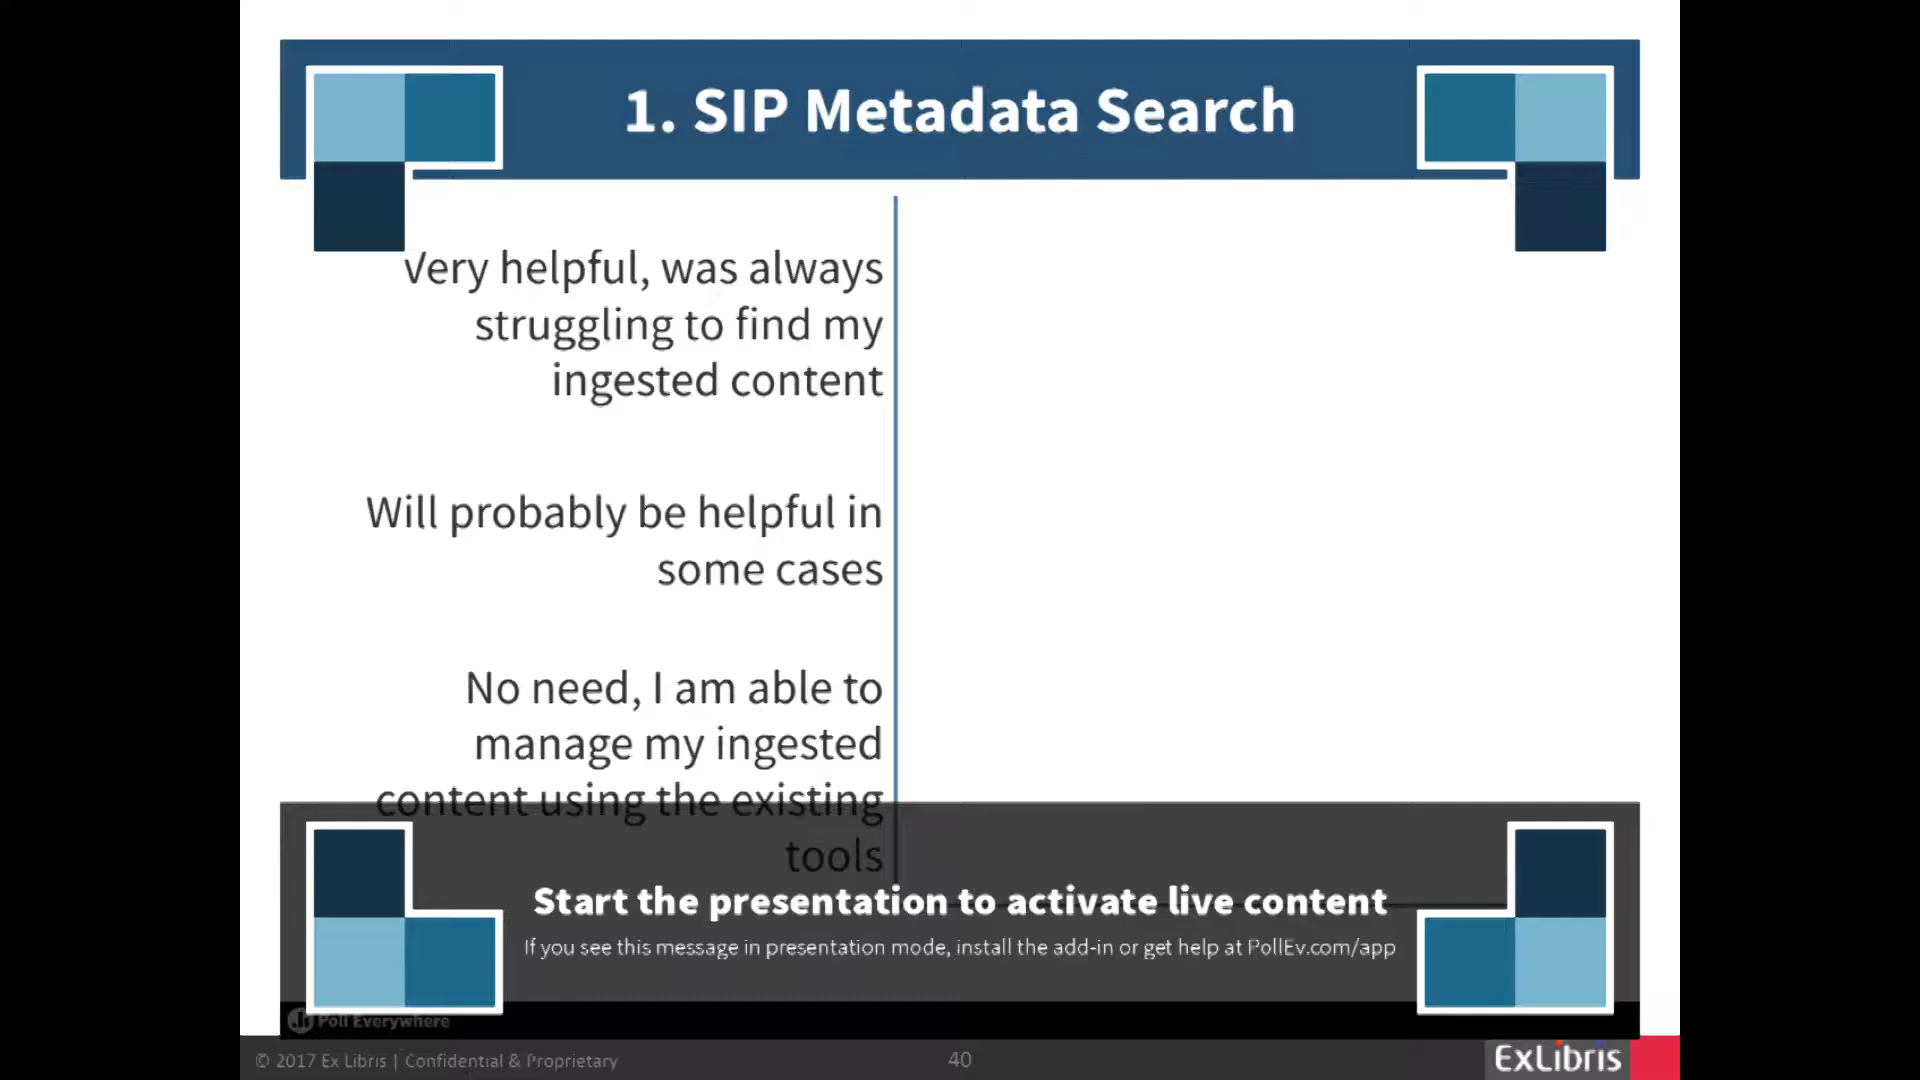 1. SIP Metadata Search
Very helpful, was always
struggling to find my
ingested content
Will probably be helpful in
some cases
No need, I am able to
manage my ingested
content using the existing
tools
Start the presentation to activate live content
If you see this message in presentation mode, install the add-in or get help at PollEv.com/app
Poll Everywhere
© 2017 Ex Libris | Confidential & Proprietary
40
ExLibris